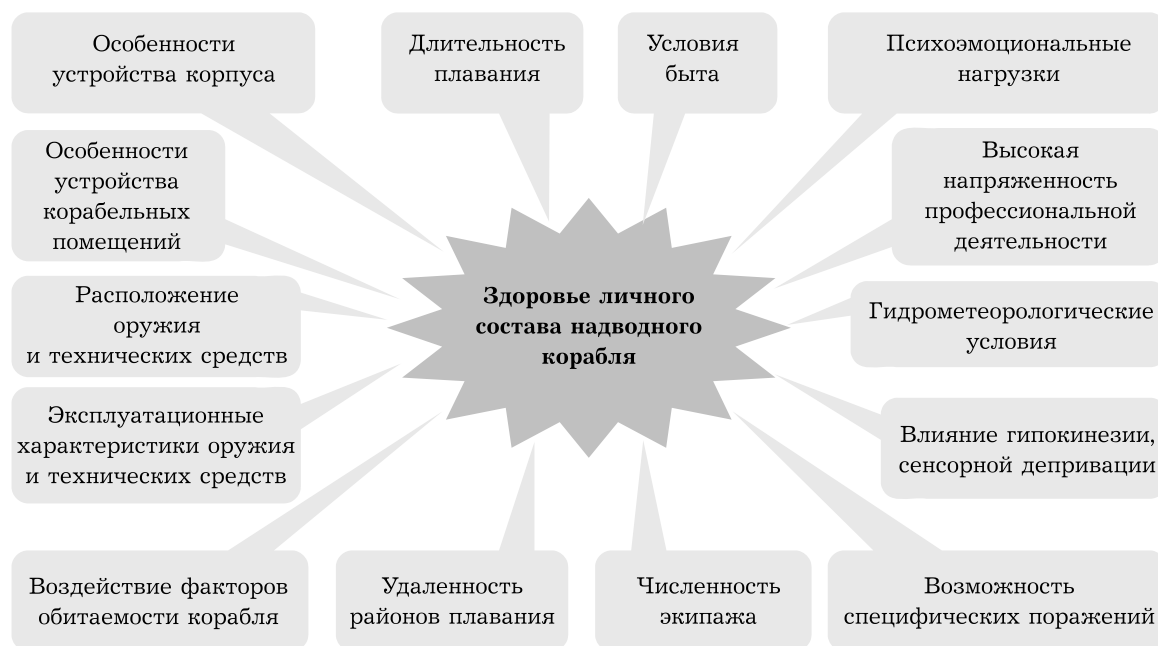 Особенности
устройства корпуса
Длительность
плавания
Условия
быта
Психоэмоциональные
нагрузки
Особенности
устройства
корабельных
помещений
Высокая
напряженность
профессиональной
деятельности
Расположение
оружия
и технических средств
Здоровье личного
состава надводного
корабля
Гидрометеорологические
условия
Эксплуатационные
характеристики оружия
и технических средств
Влияние гипокинезии,
сенсорной депривации
Воздействие факторов
обитаемости корабля
Удаленность
районов плавания
Численность
экипажа
Возможность
специфических поражений